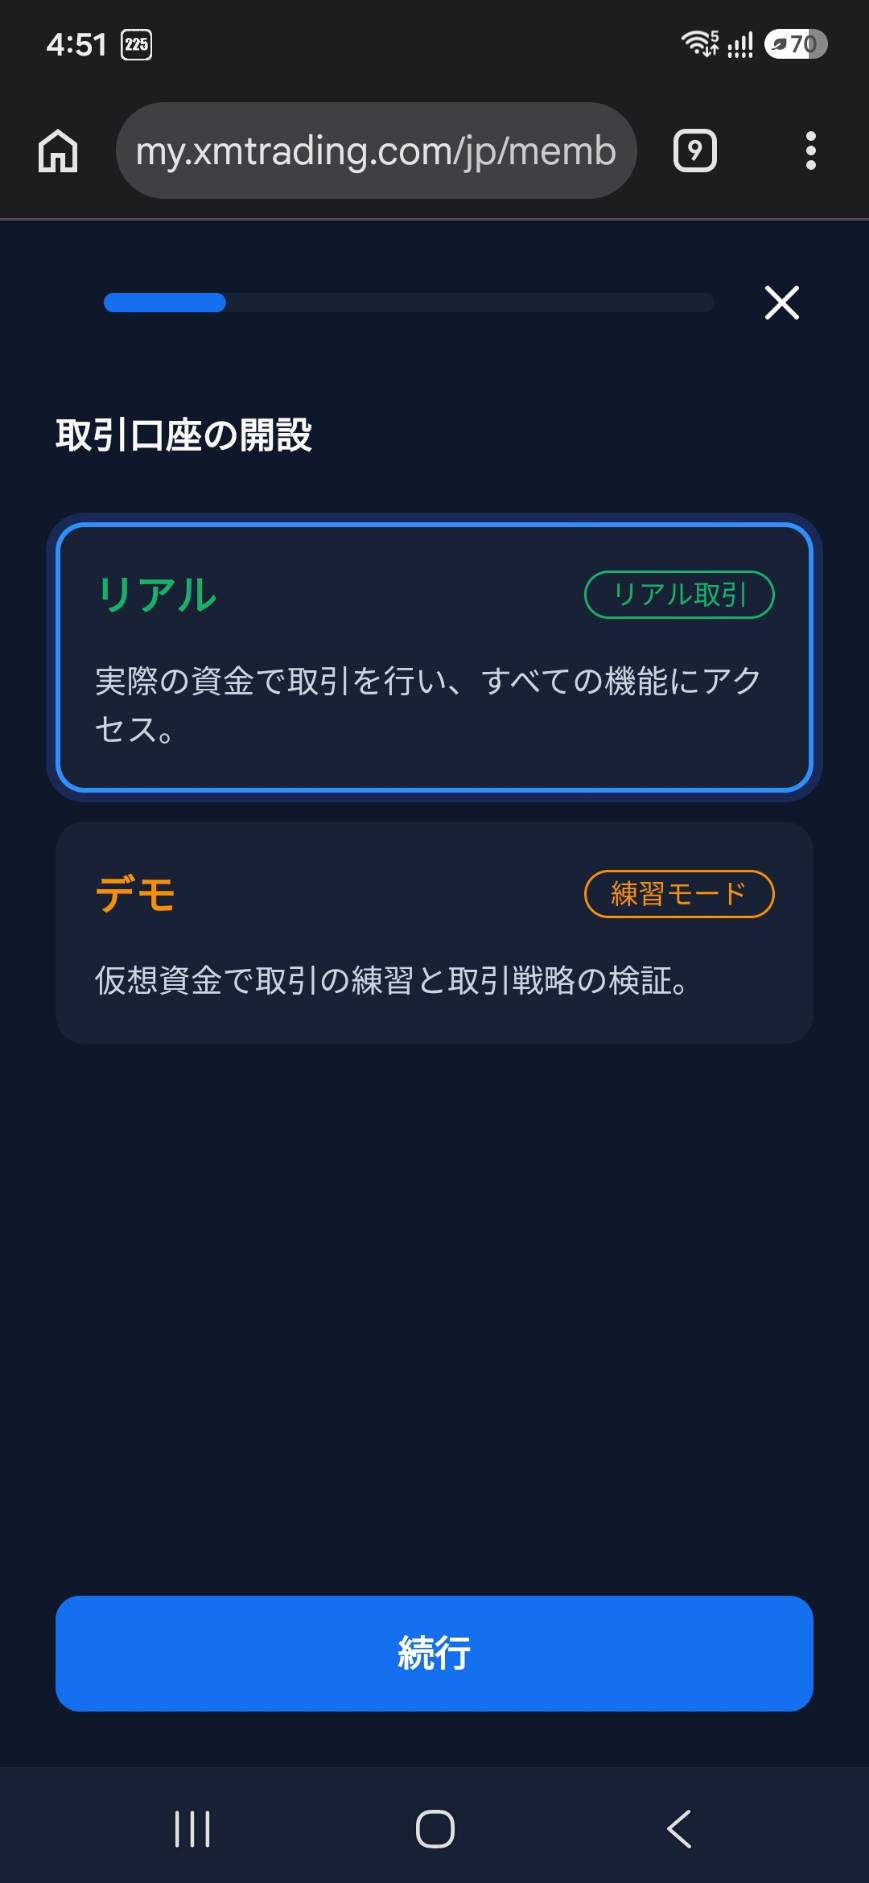 4:51 225 5 70
my.xmtrading.com/jp/memb 9
取引口座の開設
リアル リアル取引
実際の資金で取引を行い、すべての機能にアク
セス。
デモ 練習モード
仮想資金で取引の練習と取引戦略の検証。
続行